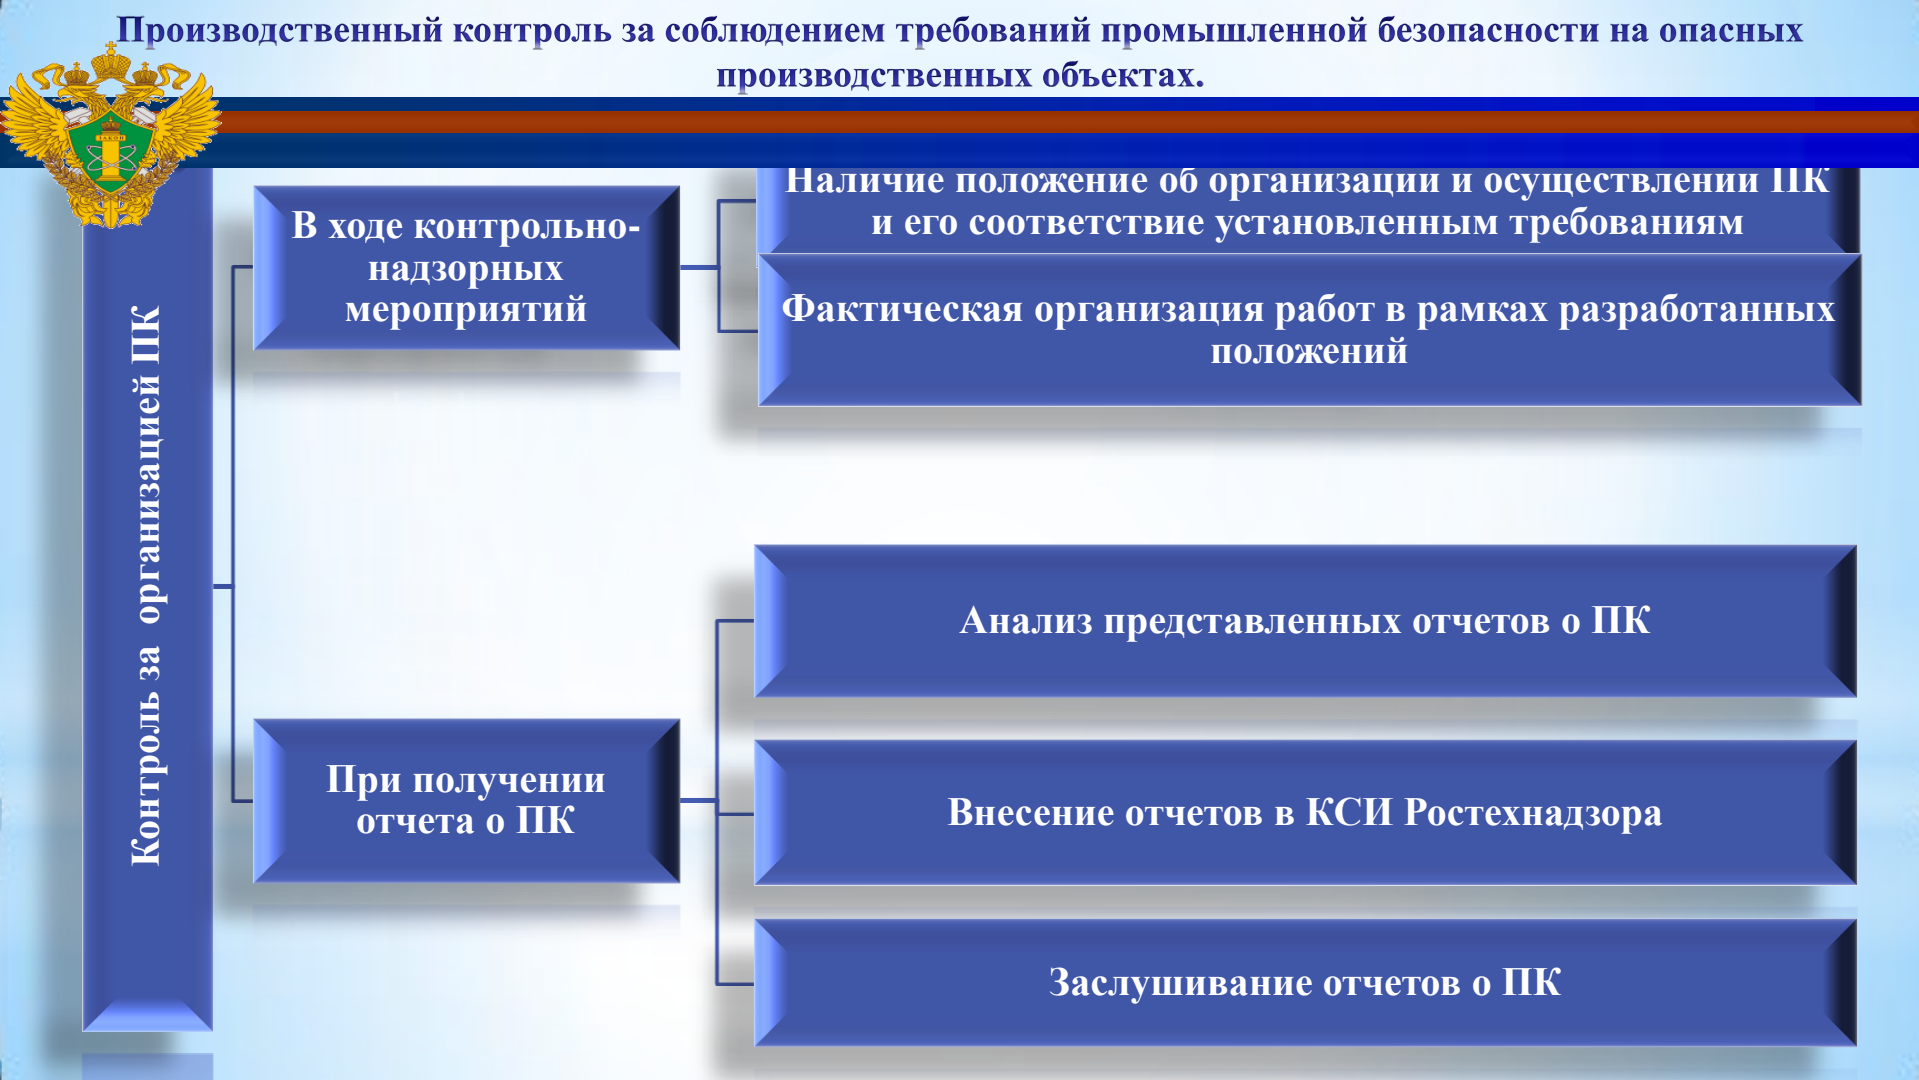 Производственный контроль за соблюдением требований промышленной безопасности на опасных
производственных объектах.
ЗАКОН
Контроль за организацией ПК
В ходе контрольно-
надзорных
мероприятий
Наличие положение об организации и осуществлении ПК
и его соответствие установленным требованиям
Фактическая организация работ в рамках разработанных
положений
При получении
отчета о ПК
Анализ представленных отчетов о ПК
Внесение отчетов в КСИ Ростехнадзора
Заслушивание отчетов о ПК